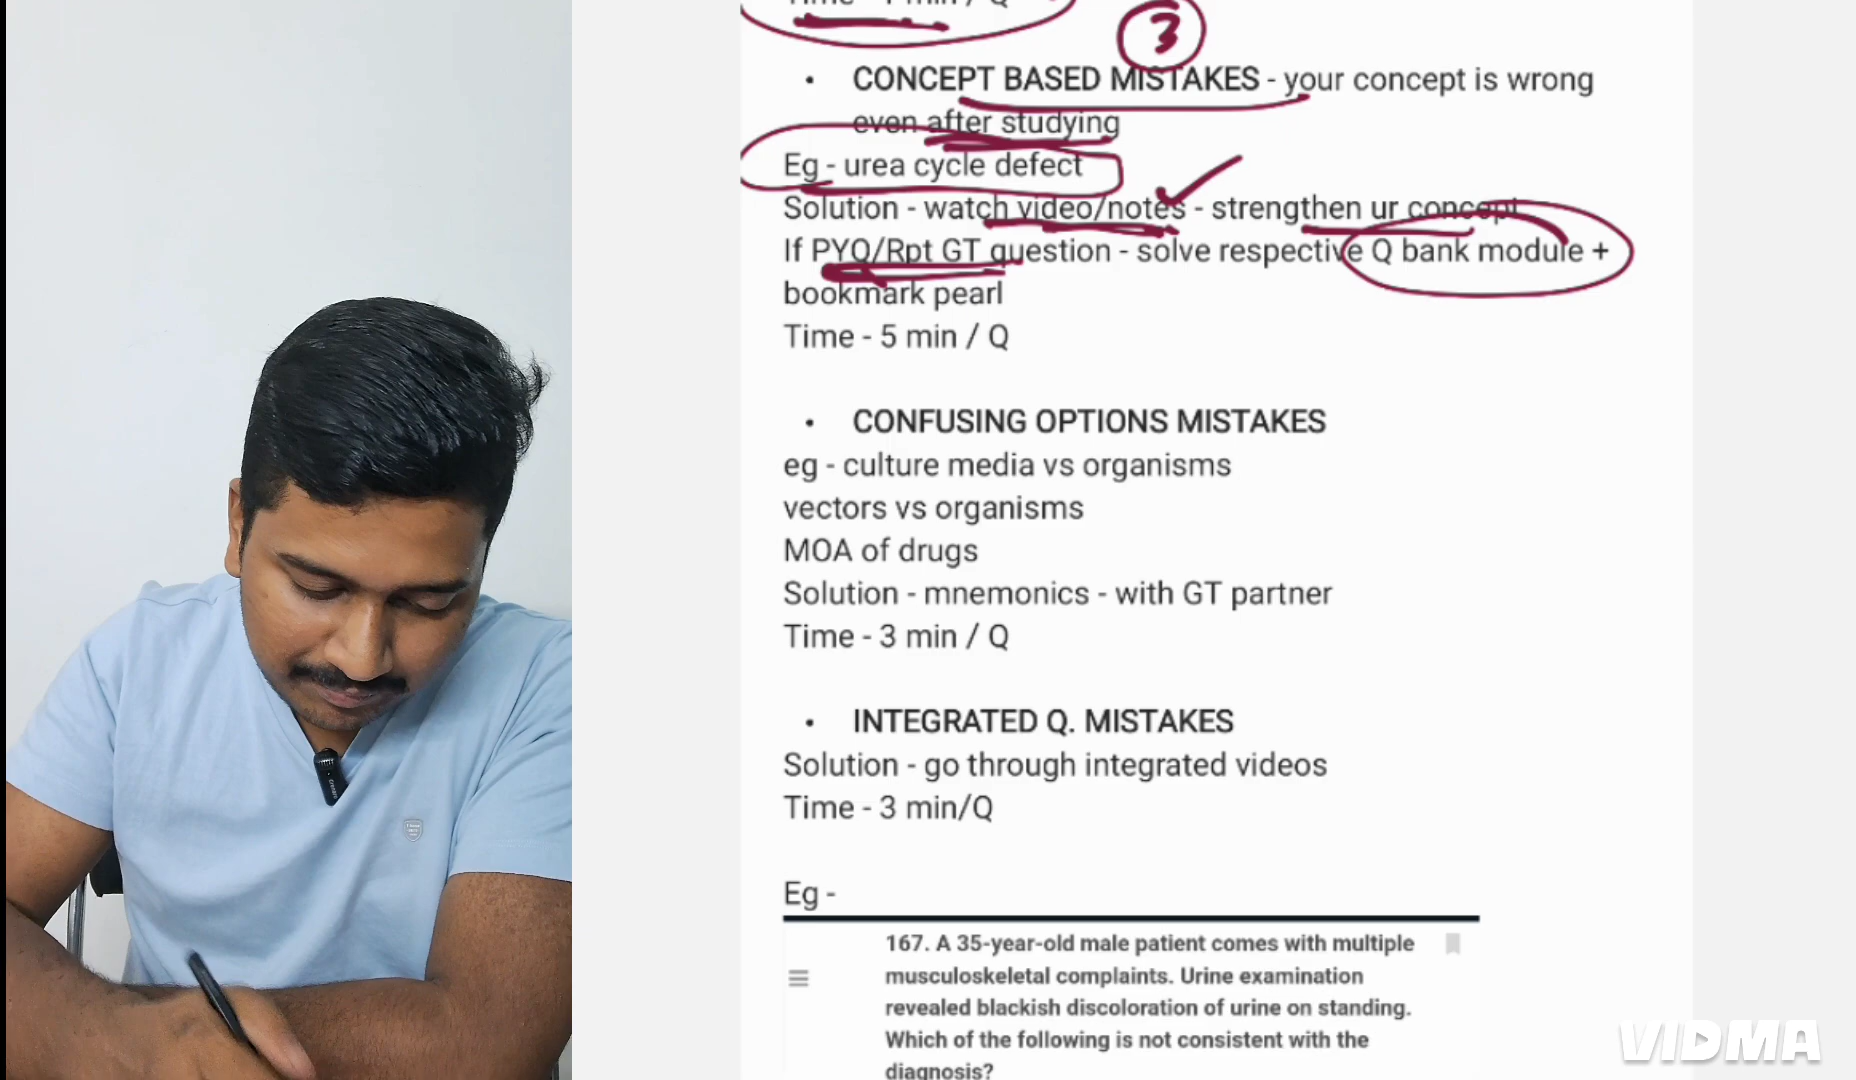 Time - 1 min / Q
3
• CONCEPT BASED MISTAKES - your concept is wrong
even after studying
Eg - urea cycle defect
Solution - watch video/notes - strengthen ur concept
If PYQ/Rpt GT question - solve respective Q bank module +
bookmark pearl
Time - 5 min / Q
• CONFUSING OPTIONS MISTAKES
eg - culture media vs organisms
vectors vs organisms
MOA of drugs
Solution - mnemonics - with GT partner
Time - 3 min / Q
• INTEGRATED Q. MISTAKES
Solution - go through integrated videos
Time - 3 min/Q
Eg -
167. A 35-year-old male patient comes with multiple
musculoskeletal complaints. Urine examination
revealed blackish discoloration of urine on standing.
Which of the following is not consistent with the
diagnosis?
VIDMA